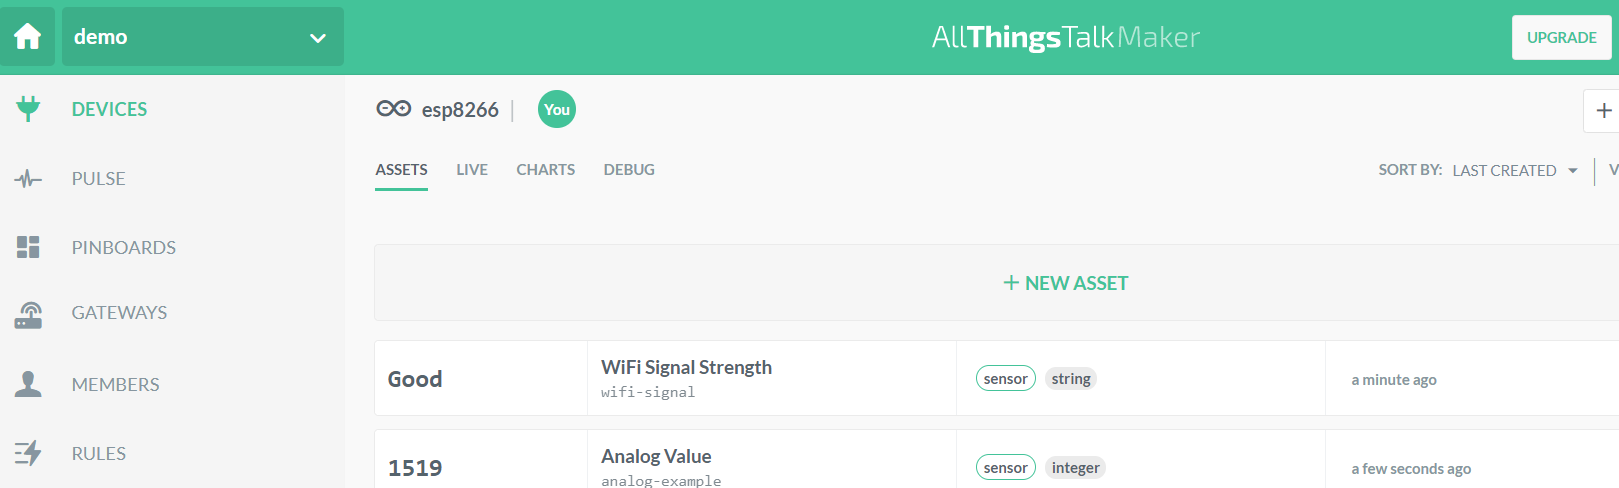 demo
AllThingsTalkMaker
UPGRADE
DEVICES
PULSE
PINBOARDS
GATEWAYS
MEMBERS
RULES
esp8266 |
You
+
ASSETS LIVE CHARTS DEBUG
SORT BY: LAST CREATED
+ NEW ASSET
Good
WiFi Signal Strength
wifi-signal
sensor string
a minute ago
1519
Analog Value
analog-example
sensor integer
a few seconds ago